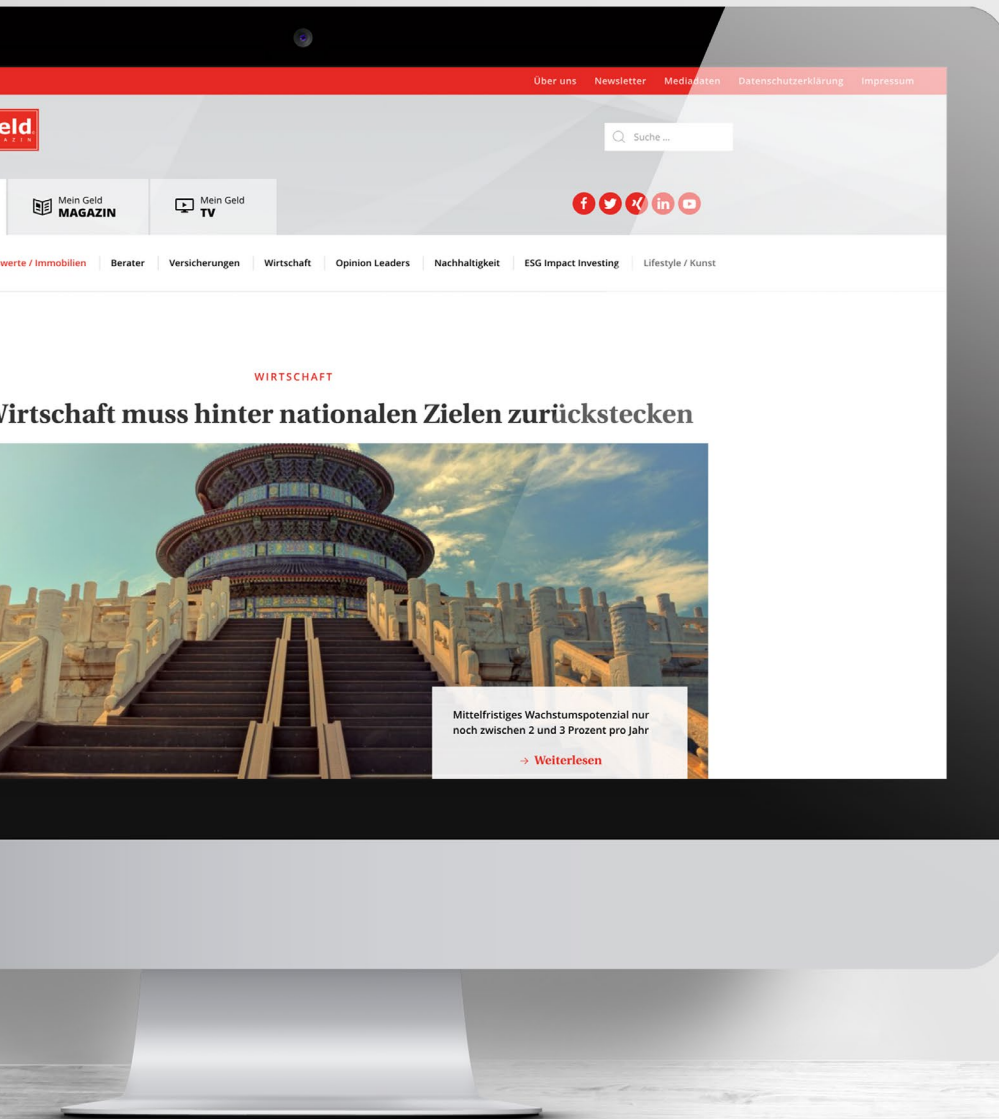 Über uns Newsletter Mediadaten Datenschutzerklärung Impressum
eld
AZIN
Suche ...
Mein Geld Mein Geld
MAGAZIN TV
werte / Immobilien Berater Versicherungen Wirtschaft Opinion Leaders Nachhaltigkeit ESG Impact Investing Lifestyle / Kunst
WIRTSCHAFT
Wirtschaft muss hinter nationalen Zielen zurückstecken
Mittelfristiges Wachstumspotenzial nur
noch zwischen 2 und 3 Prozent pro Jahr
→ Weiterlesen